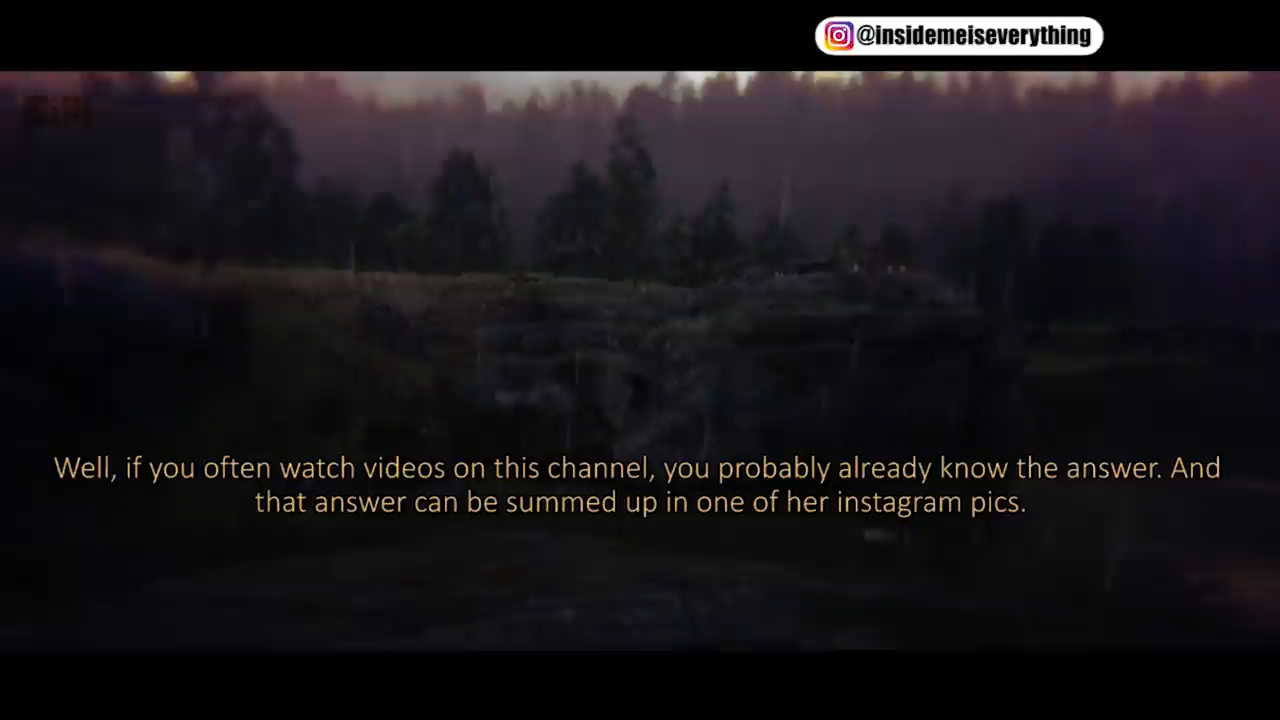 @insidemeiseverything
Well, if you often watch videos on this channel, you probably already know the answer. And
that answer can be summed up in one of her instagram pics.